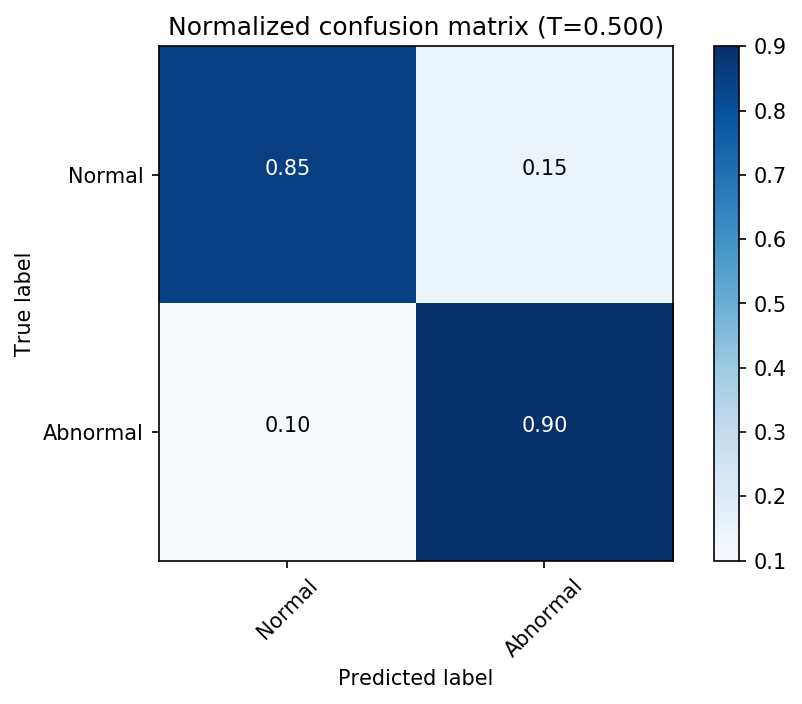 Normalized confusion matrix (T=0.500)
True label
Normal
Abnormal
0.85
0.15
0.10
0.90
Normal
Abnormal
Predicted label
0.9
0.8
0.7
0.6
0.5
0.4
0.3
0.2
0.1